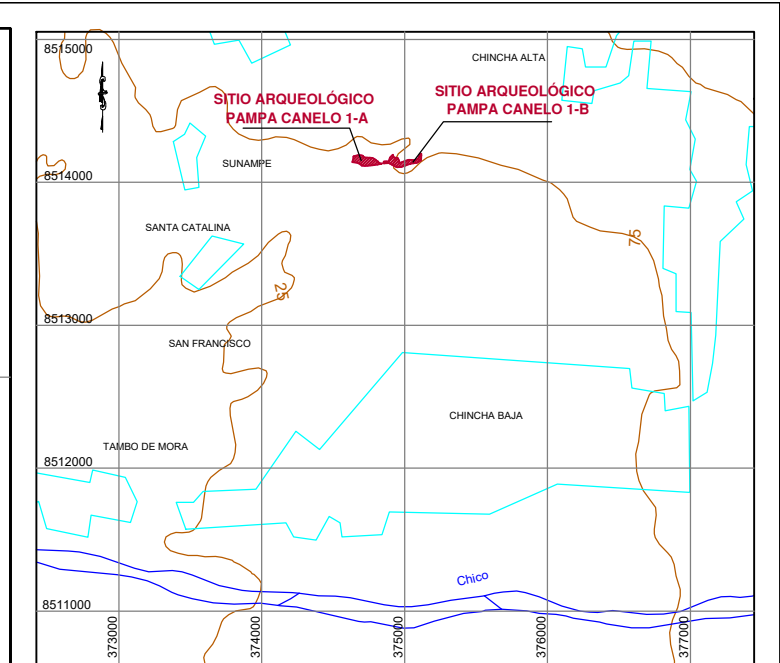 8515000
CHINCHA ALTA
SITIO ARQUEOLÓGICO
PAMPA CANELO 1-A
SITIO ARQUEOLÓGICO
PAMPA CANELO 1-B
SUNAMPE
8514000
SANTA CATALINA
75
25
8513000
SAN FRANCISCO
CHINCHA BAJA
TAMBO DE MORA
8512000
Chico
8511000
373000
374000
375000
376000
377000